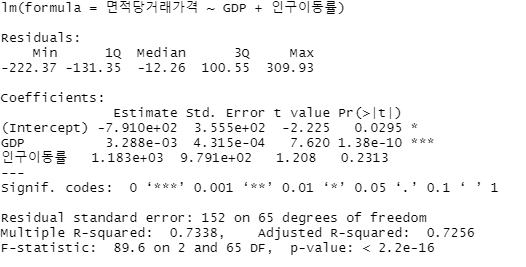 lm(formula = 면적당거래가격 ~ GDP + 인구이동률)
Residuals:
Min 1Q Median 3Q Max
-222.37 -131.35 -12.26 100.55 309.93
Coefficients:
Estimate Std. Error t value Pr(>|t|)
(Intercept) -7.910e+02 3.555e+02 -2.225 0.0295 *
GDP 3.288e-03 4.315e-04 7.620 1.38e-10 ***
인구이동률 1.183e+03 9.791e+02 1.208 0.2313
---
Signif. codes: 0 ‘***’ 0.001 ‘**’ 0.01 ‘*’ 0.05 ‘.’ 0.1 ‘ ’ 1
Residual standard error: 152 on 65 degrees of freedom
Multiple R-squared: 0.7338, Adjusted R-squared: 0.7256
F-statistic: 89.6 on 2 and 65 DF, p-value: < 2.2e-16